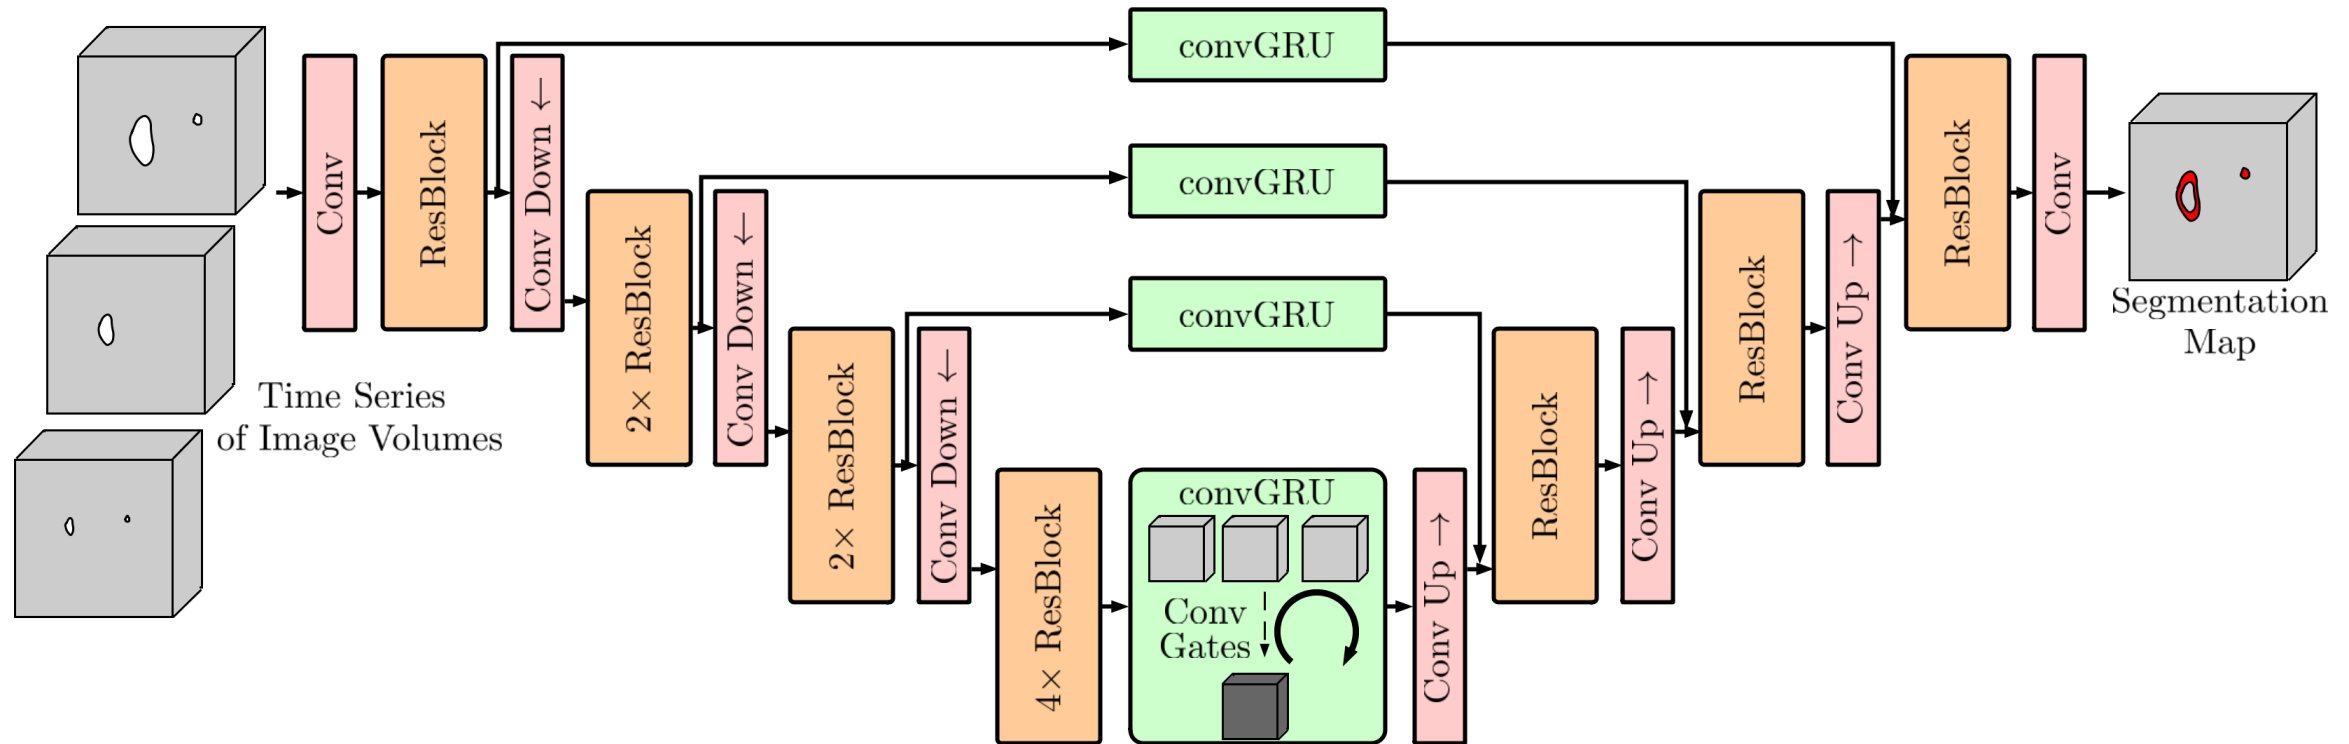 Time Series
of Image Volumes
Conv
ResBlock
Conv Down ↓
2× ResBlock
Conv Down ↓
2× ResBlock
Conv Down ↓
4× ResBlock
convGRU
convGRU
convGRU
convGRU
Conv
Gates
Conv Up ↑
ResBlock
Conv Up ↑
ResBlock
Conv Up ↑
ResBlock
Conv
Segmentation
Map